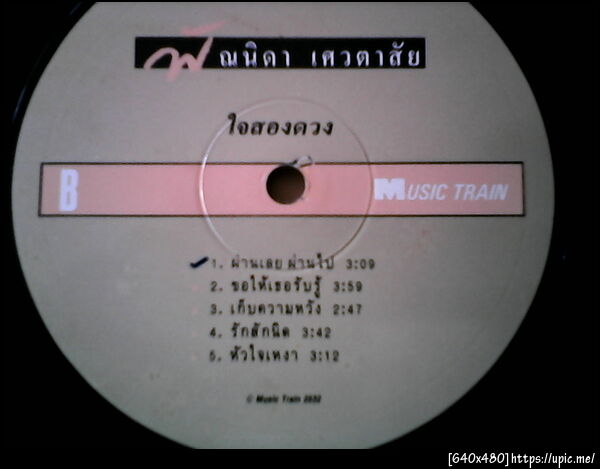 พั ณนิดา เศวตาสัย
ใจสองดวง
B MUSIC TRAIN
1. ผ่านเลย ผ่านไป 3:09
2. ขอให้เธอรับรู้ 3:59
3. เก็บความหวัง 2:47
4. รักสักนิด 3:42
5. หัวใจเหงา 3:12
© Music Train 2532
[640x480]https://upic.me/